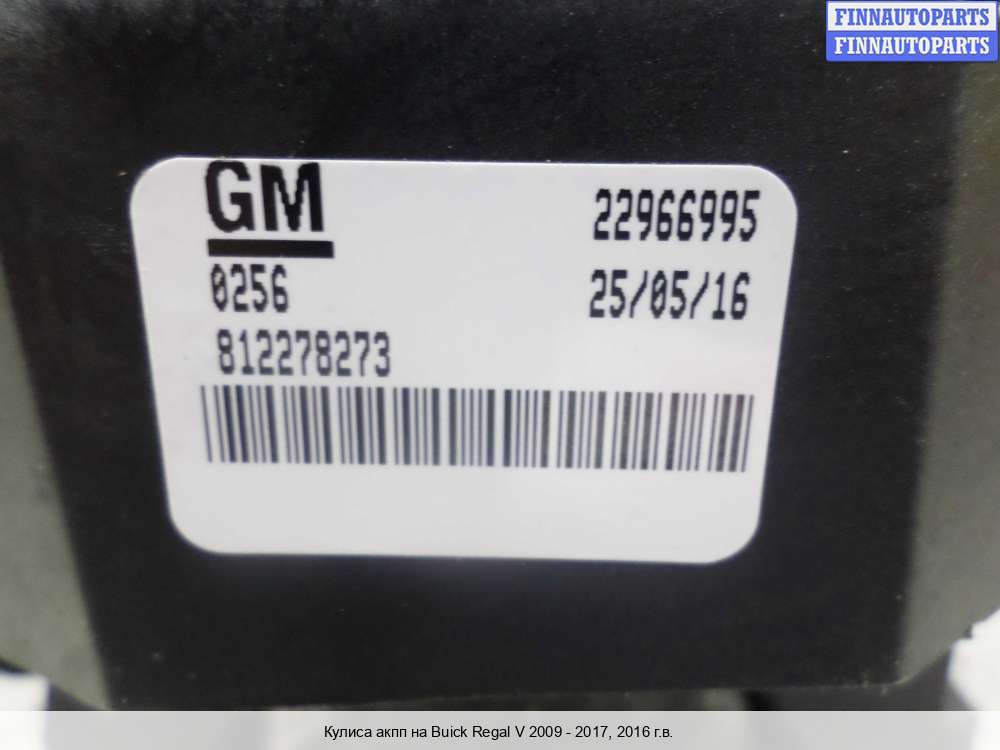 FINNAUTOPARTS
FINNAUTOPARTS
GM
22966995
0256
25/05/16
812278273
Кулиса акпп на Buick Regal V 2009 - 2017, 2016 г.в.